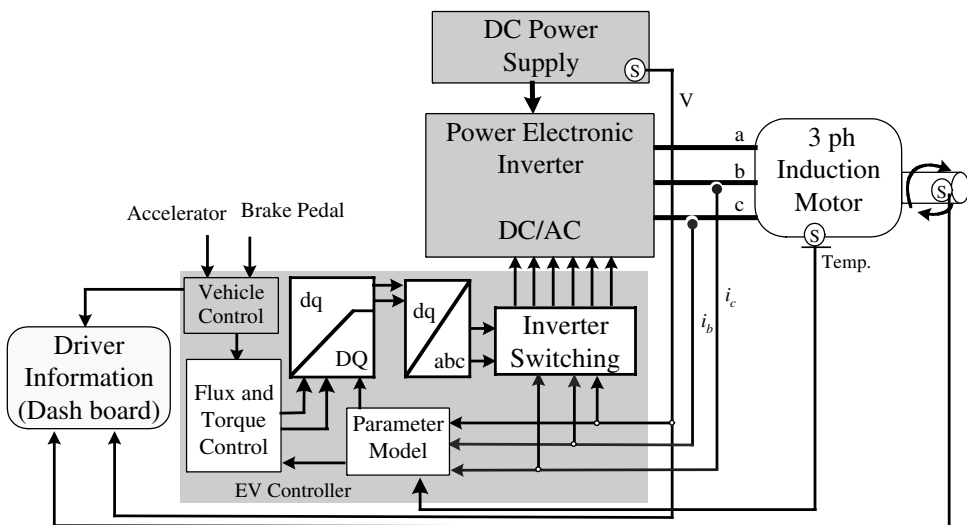 DC Power
Supply
S
V
Power Electronic
Inverter
DC/AC
a
b
c
3 ph
Induction
Motor
S
S
Temp.
Accelerator
Brake Pedal
i_c
i_b
Vehicle
Control
dq
DQ
dq
abc
Inverter
Switching
Driver
Information
(Dash board)
Flux and
Torque
Control
Parameter
Model
EV Controller